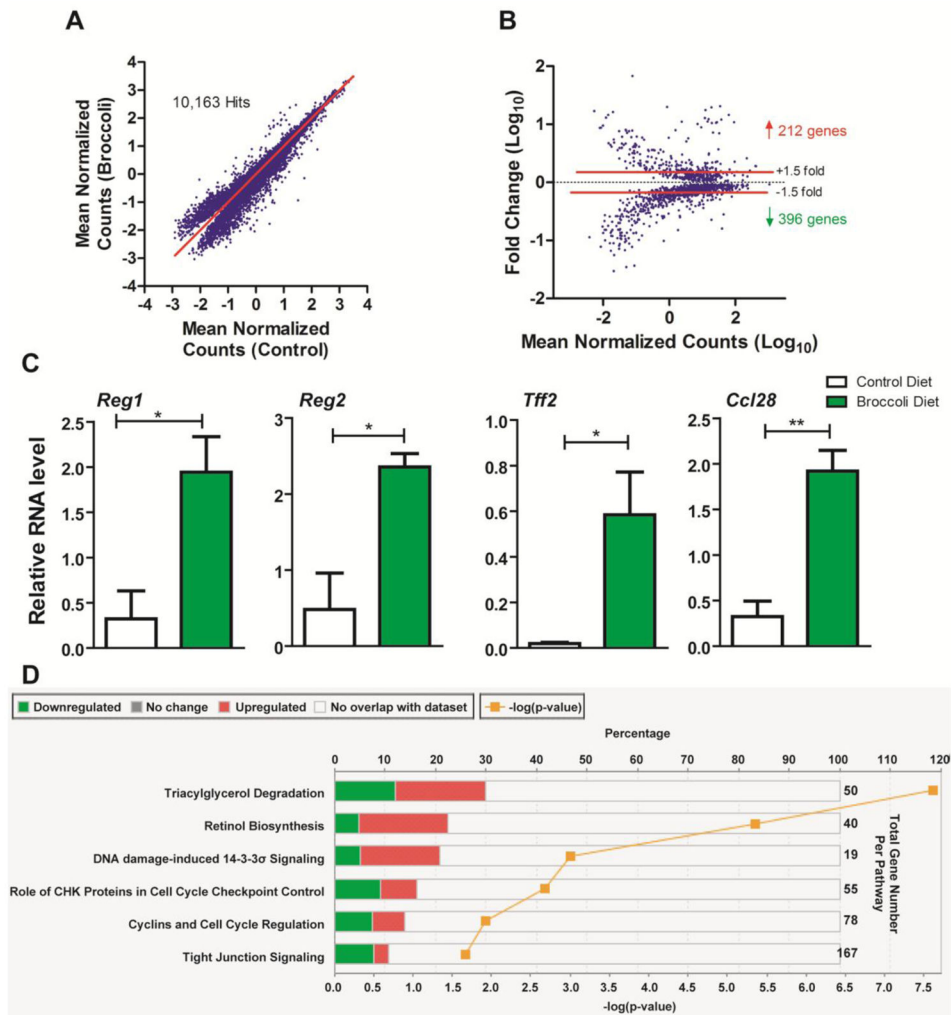 A
Mean Normalized
Counts (Broccoli)
4
3
2
1
0
-1
-2
-3
-4
10,163 Hits
-4 -3 -2 -1 0 1 2 3 4
Mean Normalized
Counts (Control)
B
Fold Change (Log10)
2
1
0
-1
-2
212 genes
+1.5 fold
-1.5 fold
396 genes
-2 0 2
Mean Normalized Counts (Log10)
C
Control Diet
Broccoli Diet
Relative RNA level
Reg1
*
2.5
2.0
1.5
1.0
0.5
0.0
Reg2
*
3
2
1
0
Tff2
*
1.0
0.8
0.6
0.4
0.2
0.0
Ccl28
**
2.5
2.0
1.5
1.0
0.5
0.0
D
Downregulated No change Upregulated No overlap with dataset -log(p-value)
Percentage
0 10 20 30 40 50 60 70 80 90 100 110 120
Triacylglycerol Degradation 50
Retinol Biosynthesis 40
DNA damage-induced 14-3-3σ Signaling 19
Role of CHK Proteins in Cell Cycle Checkpoint Control 55
Cyclins and Cell Cycle Regulation 78
Tight Junction Signaling 167
Total Gene Number
Per Pathway
0.0 0.5 1.0 1.5 2.0 2.5 3.0 3.5 4.0 4.5 5.0 5.5 6.0 6.5 7.0 7.5
-log(p-value)